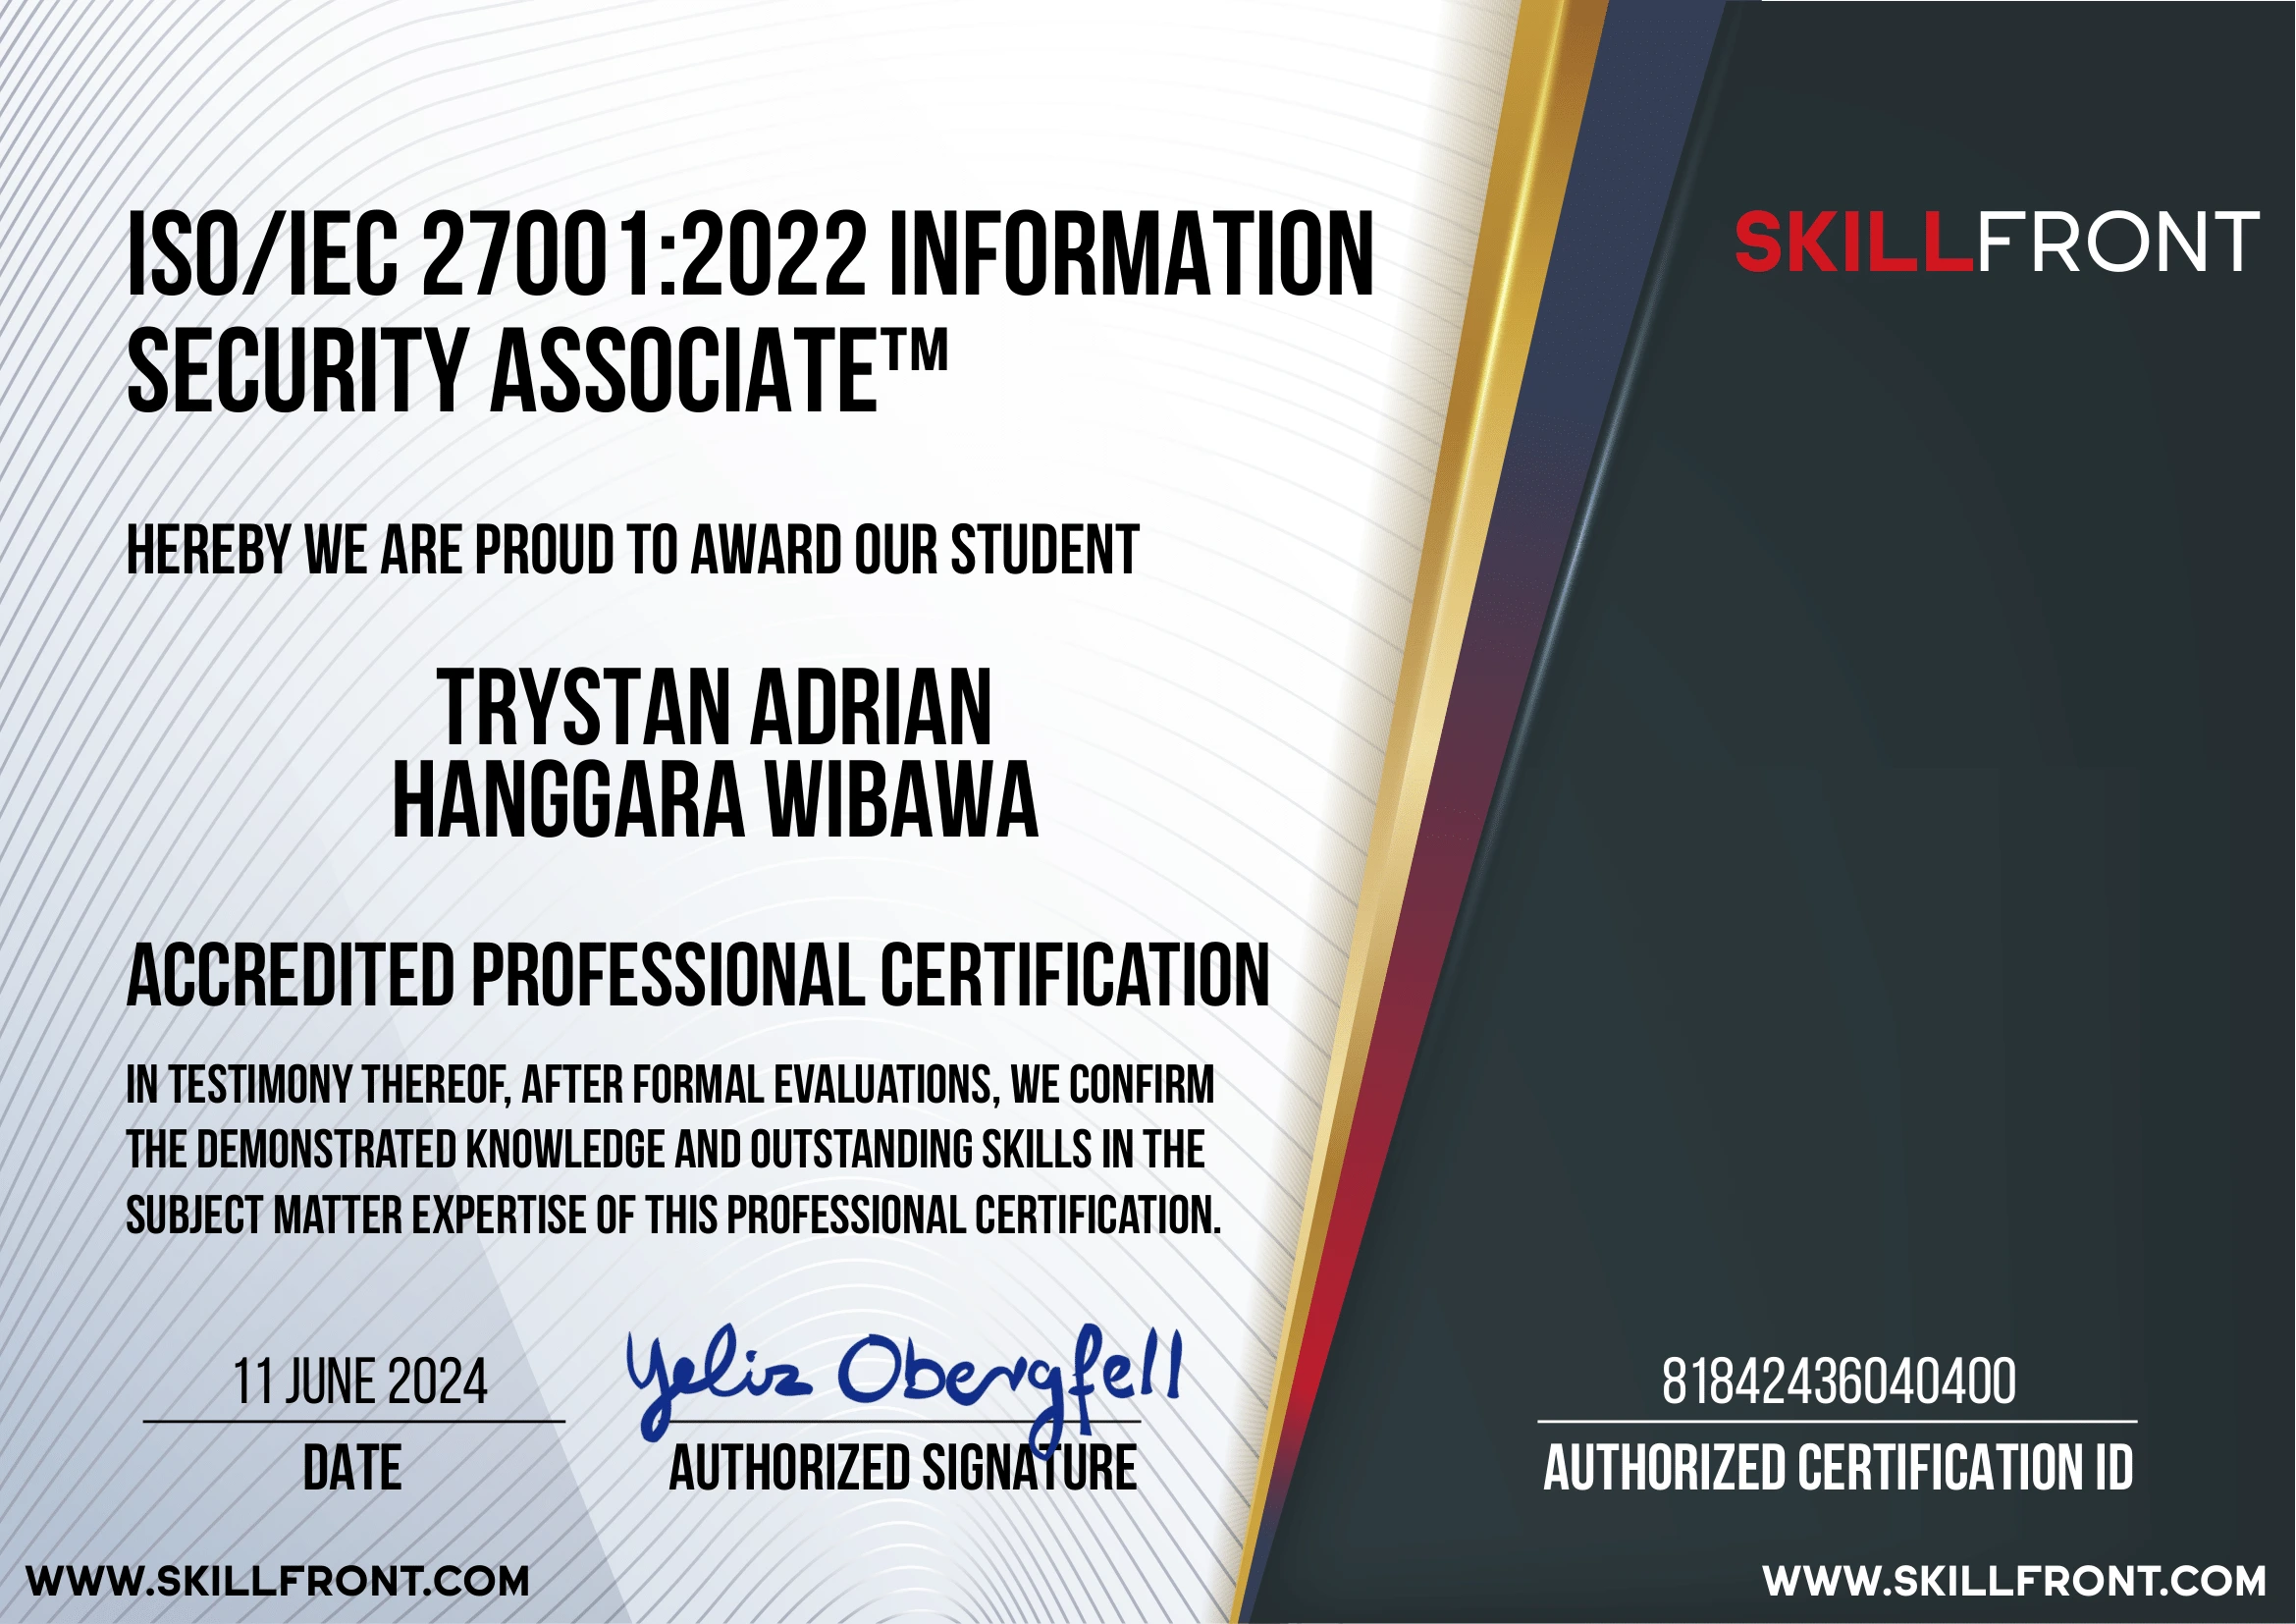 ISO/IEC 27001:2022 INFORMATION
SECURITY ASSOCIATE™
SKILLFRONT
HEREBY WE ARE PROUD TO AWARD OUR STUDENT
TRYSTAN ADRIAN
HANGGARA WIBAWA
ACCREDITED PROFESSIONAL CERTIFICATION
IN TESTIMONY THEREOF, AFTER FORMAL EVALUATIONS, WE CONFIRM
THE DEMONSTRATED KNOWLEDGE AND OUTSTANDING SKILLS IN THE
SUBJECT MATTER EXPERTISE OF THIS PROFESSIONAL CERTIFICATION.
11 JUNE 2024
DATE
Yeliz Obergfell
AUTHORIZED SIGNATURE
81842436040400
AUTHORIZED CERTIFICATION ID
WWW.SKILLFRONT.COM
WWW.SKILLFRONT.COM